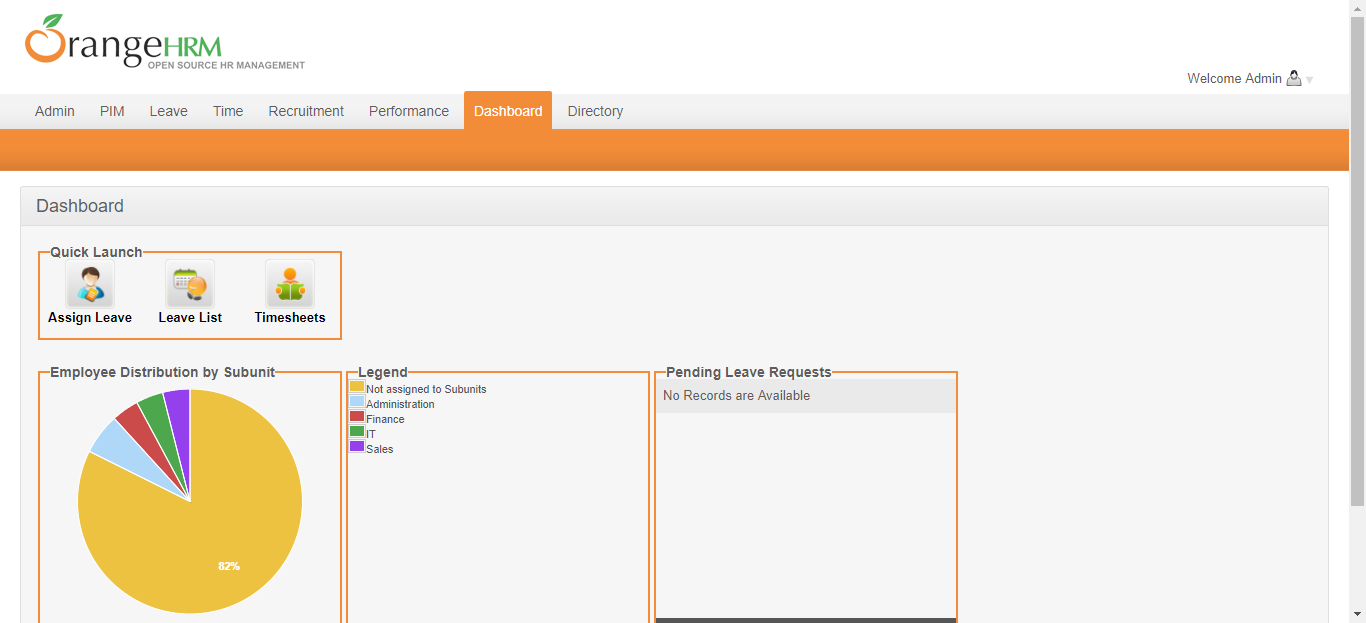 OrangeHRM
OPEN SOURCE HR MANAGEMENT
Welcome Admin
Admin PIM Leave Time Recruitment Performance Dashboard Directory
Dashboard
Quick Launch
Assign Leave Leave List Timesheets
Employee Distribution by Subunit
82%
Legend
Not assigned to Subunits
Administration
Finance
IT
Sales
Pending Leave Requests
No Records are Available